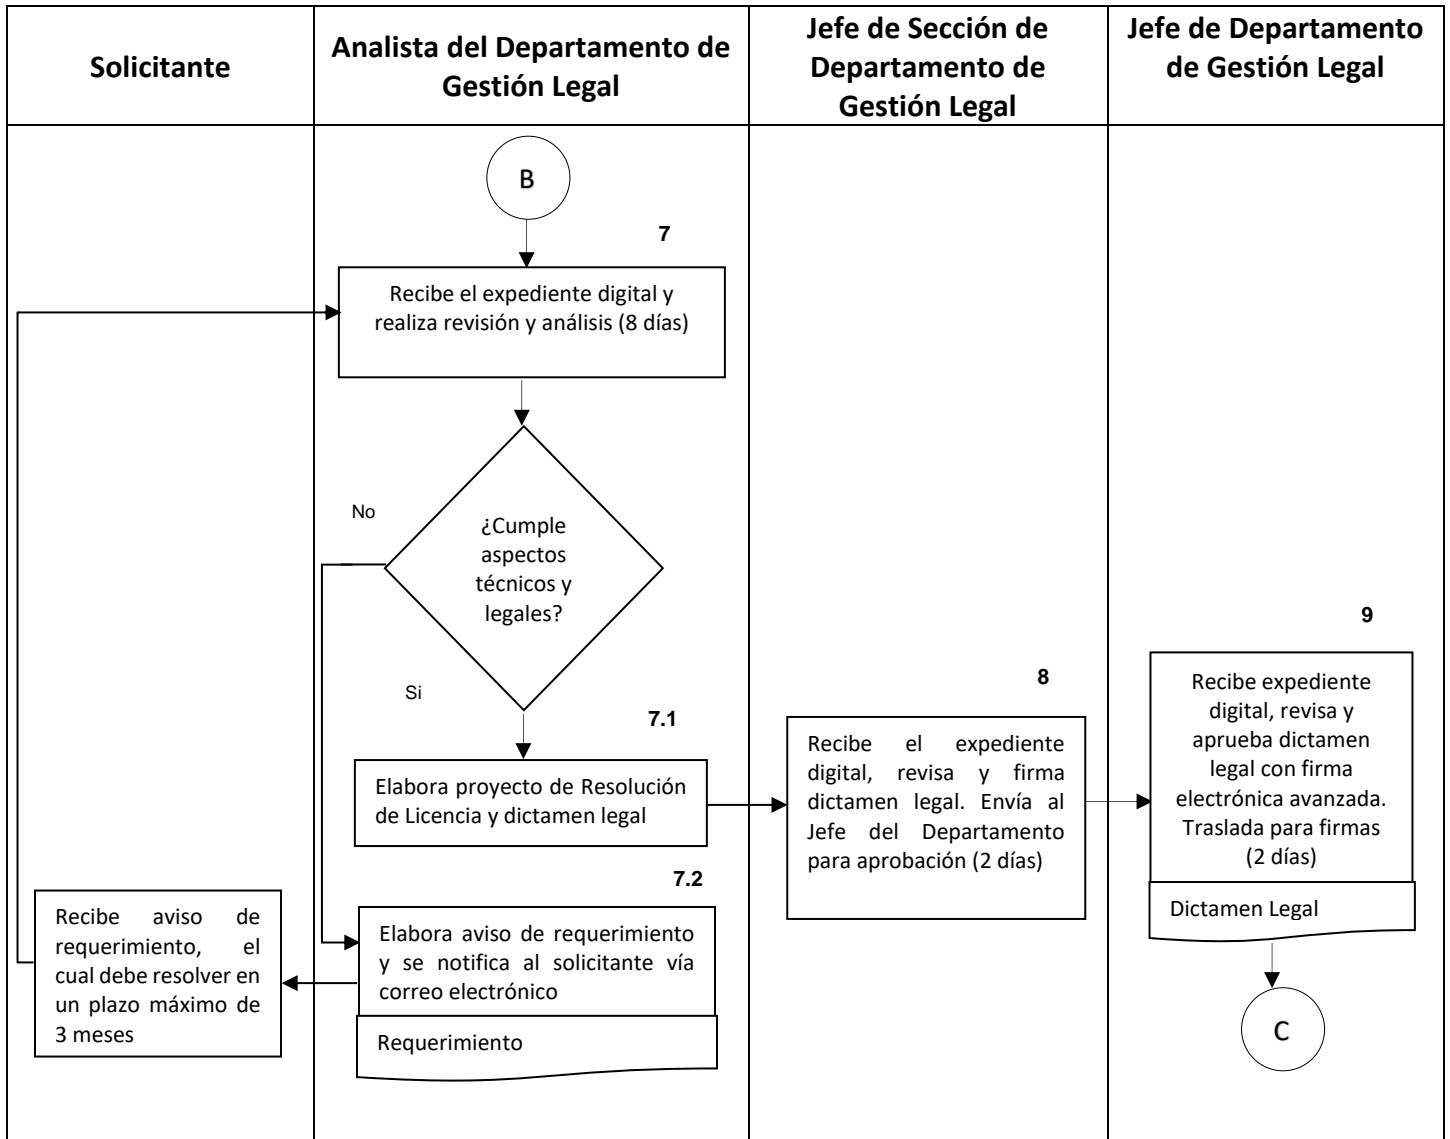 Solicitante
Analista del Departamento de
Gestión Legal
Jefe de Sección de
Departamento de
Gestión Legal
Jefe de Departamento
de Gestión Legal
B
7
Recibe el expediente digital y
realiza revisión y análisis (8 días)
No
¿Cumple
aspectos
técnicos y
legales?
Si
7.1
Elabora proyecto de Resolución
de Licencia y dictamen legal
7.2
Elabora aviso de requerimiento
y se notifica al solicitante vía
correo electrónico
Requerimiento
Recibe aviso de
requerimiento, el
cual debe resolver en
un plazo máximo de
3 meses
8
Recibe el expediente
digital, revisa y firma
dictamen legal. Envía al
Jefe del Departamento
para aprobación (2 días)
9
Recibe expediente
digital, revisa y
aprueba dictamen
legal con firma
electrónica avanzada.
Traslada para firmas
(2 días)
Dictamen Legal
C